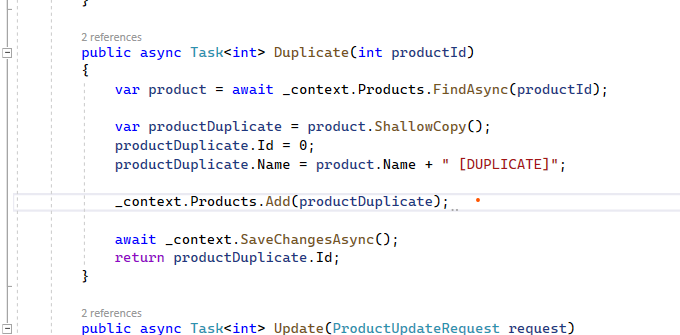 }
2 references
public async Task<int> Duplicate(int productId)
{
var product = await _context.Products.FindAsync(productId);
var productDuplicate = product.ShallowCopy();
productDuplicate.Id = 0;
productDuplicate.Name = product.Name + " [DUPLICATE]";
_context.Products.Add(productDuplicate);
await _context.SaveChangesAsync();
return productDuplicate.Id;
}
2 references
public async Task<int> Update(ProductUpdateRequest request)